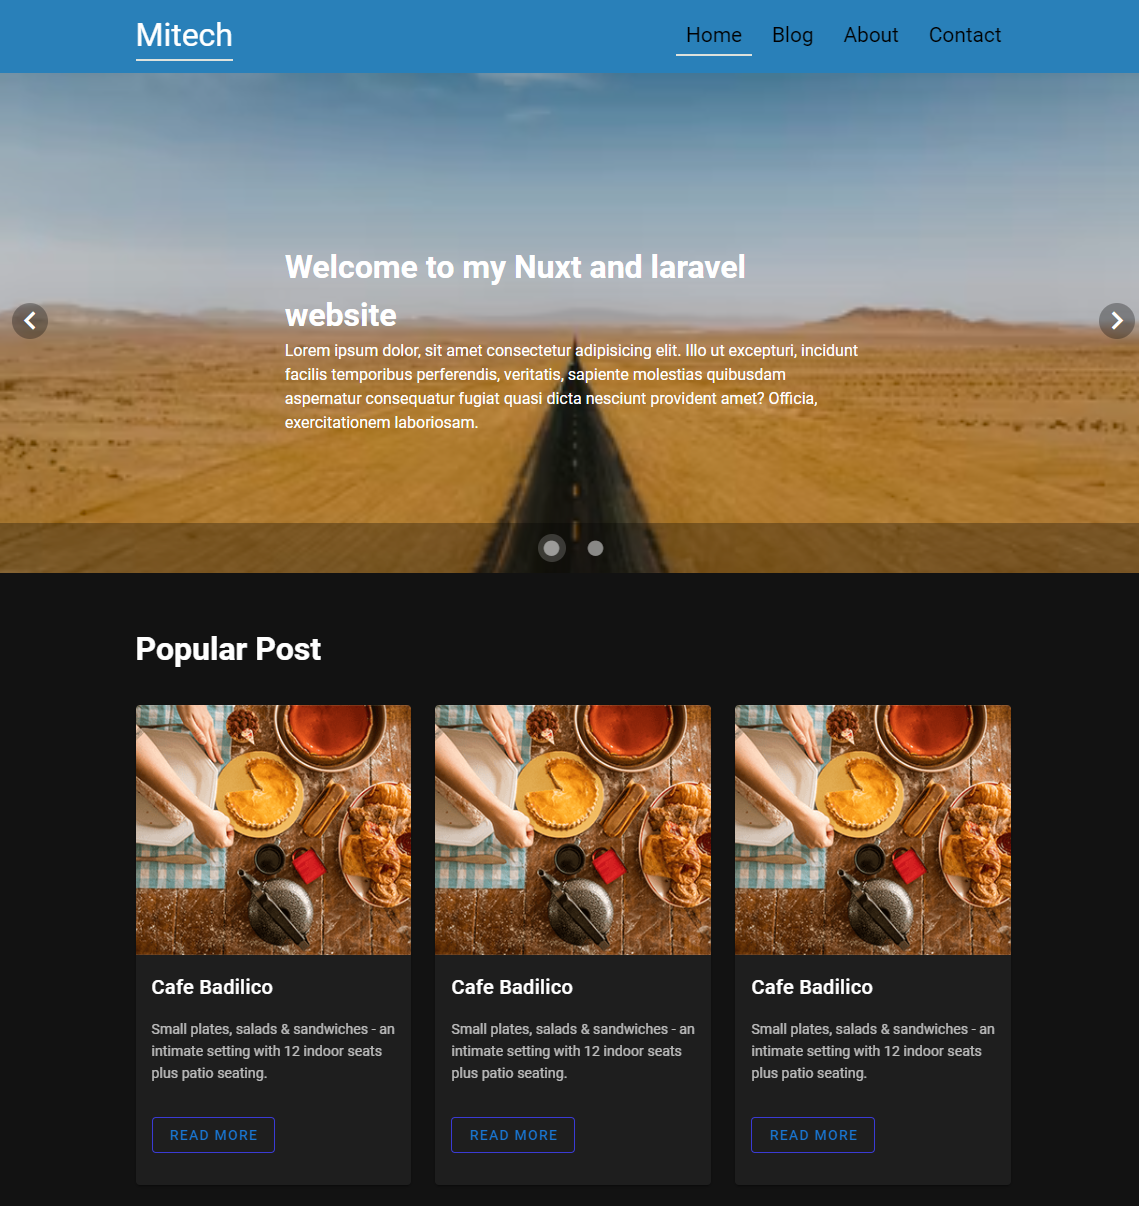 Mitech
Home Blog About Contact
Welcome to my Nuxt and laravel
website
Lorem ipsum dolor, sit amet consectetur adipisicing elit. Illo ut excepturi, incidunt
facilis temporibus perferendis, veritatis, sapiente molestias quibusdam
aspernatur consequatur fugiat quasi dicta nesciunt provident amet? Officia,
exercitationem laboriosam.
Popular Post
Cafe Badilico
Small plates, salads & sandwiches - an
intimate setting with 12 indoor seats
plus patio seating.
READ MORE
Cafe Badilico
Small plates, salads & sandwiches - an
intimate setting with 12 indoor seats
plus patio seating.
READ MORE
Cafe Badilico
Small plates, salads & sandwiches - an
intimate setting with 12 indoor seats
plus patio seating.
READ MORE